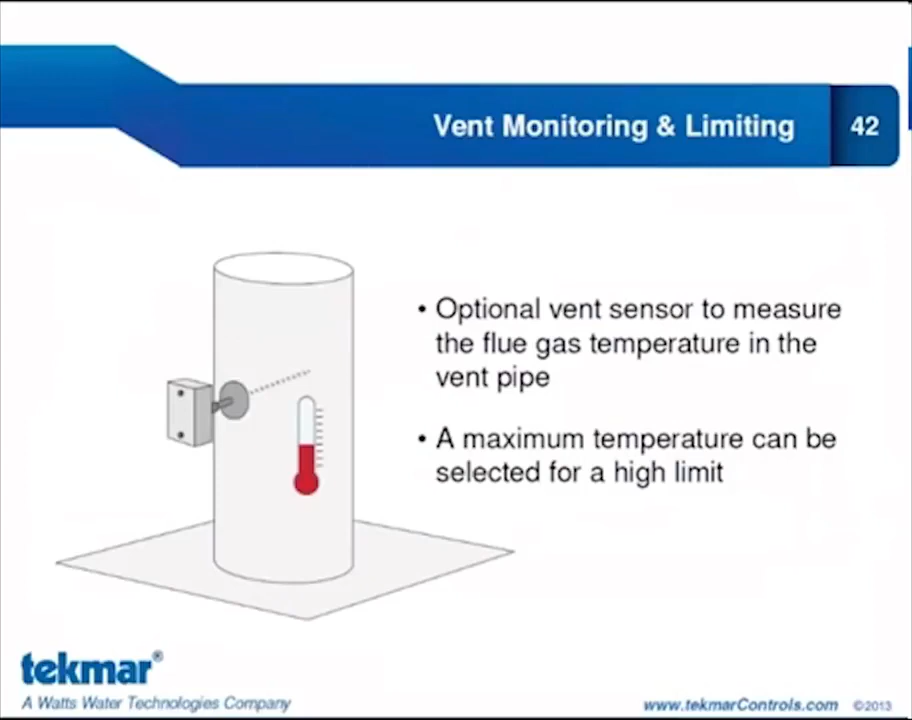 Vent Monitoring & Limiting
42
• Optional vent sensor to measure
the flue gas temperature in the
vent pipe
• A maximum temperature can be
selected for a high limit
tekmar®
A Watts Water Technologies Company
www.tekmarControls.com ©2013